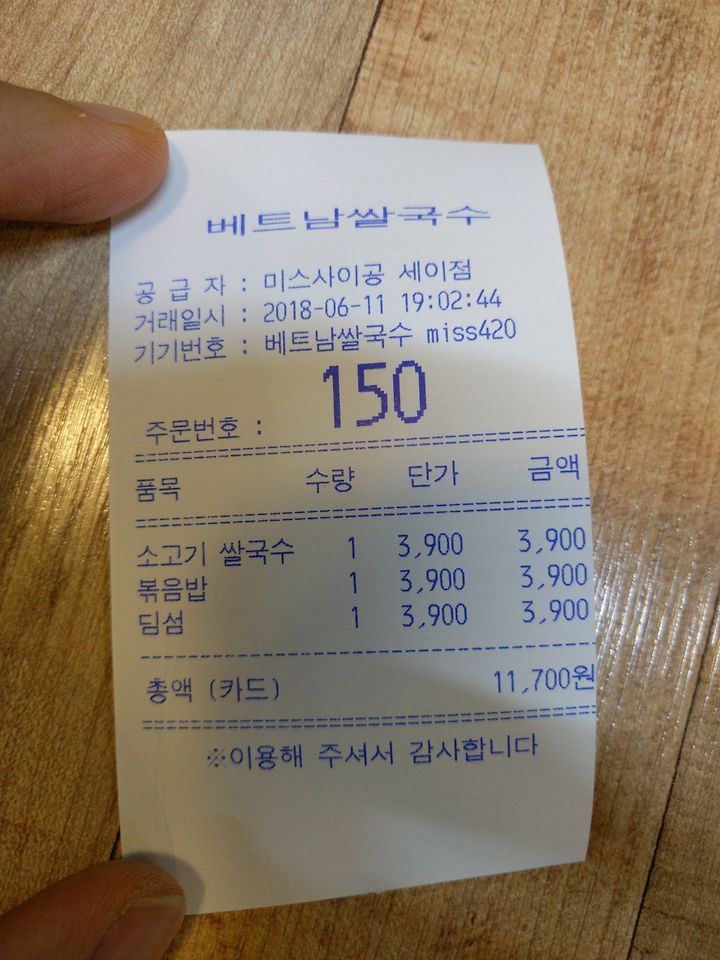 베트남쌀국수
공 급 자 : 미스사이공 세이점
거래일시 : 2018-06-11 19:02:44
기기번호 : 베트남쌀국수 miss420
주문번호 : 150
품목 수량 단가 금액
소고기 쌀국수 1 3,900 3,900
볶음밥 1 3,900 3,900
딤섬 1 3,900 3,900
총액 (카드) 11,700원
※이용해 주셔서 감사합니다